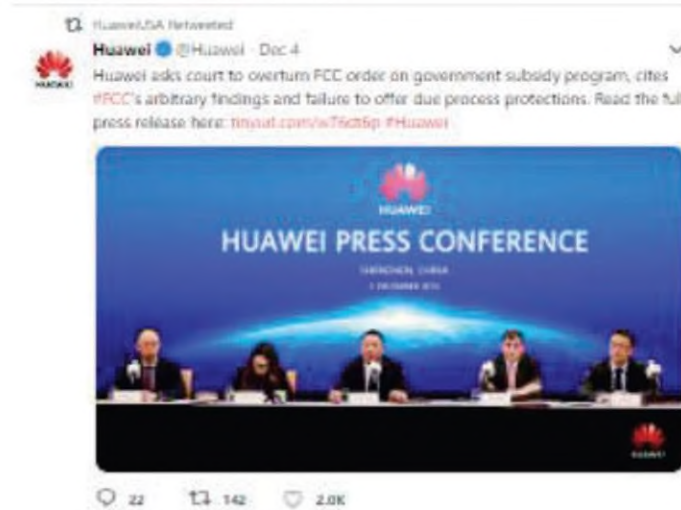 HuaweiUSA Retweeted
Huawei @Huawei · Dec 4
Huawei asks court to overturn FCC order on government subsidy program, cites
#FCC's arbitrary findings and failure to offer due process protections. Read the full
press release here: #Huawei
HUAWEI
HUAWEI
HUAWEI PRESS CONFERENCE
SHENZHEN, CHINA
HUAWEI
22 142 2.0K